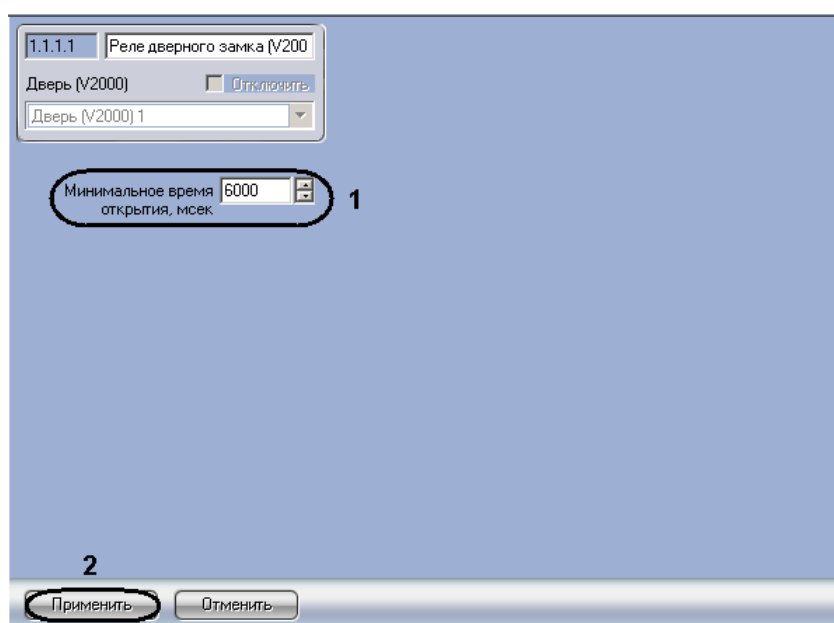 1.1.1.1 Реле дверного замка (V200
Дверь (V2000) Отключить
Дверь (V2000) 1
Минимальное время 6000 1
открытия, мсек
2
Применить Отменить